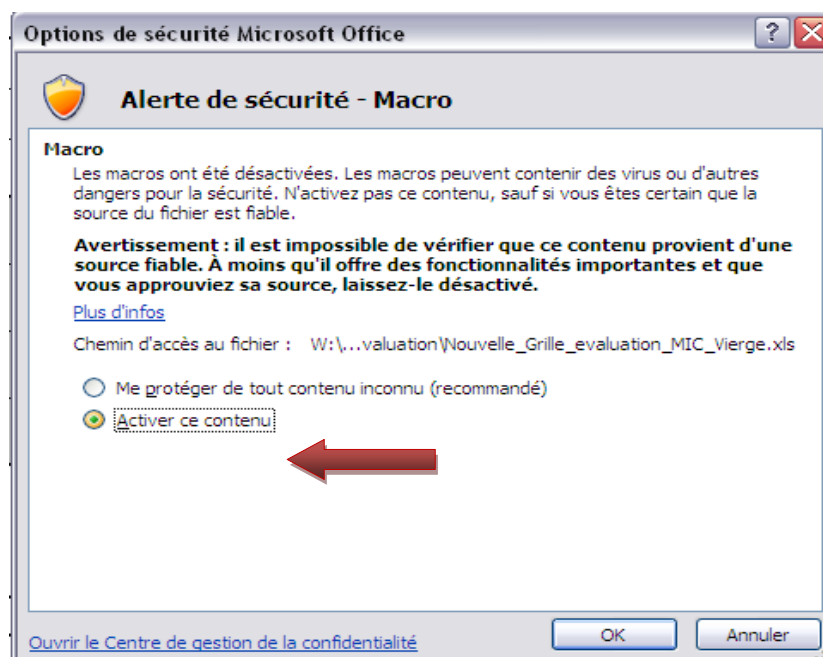 Options de sécurité Microsoft Office
Alerte de sécurité - Macro
Macro
Les macros ont été désactivées. Les macros peuvent contenir des virus ou d'autres
dangers pour la sécurité. N'activez pas ce contenu, sauf si vous êtes certain que la
source du fichier est fiable.
Avertissement : il est impossible de vérifier que ce contenu provient d'une
source fiable. À moins qu'il offre des fonctionnalités importantes et que
vous approuviez sa source, laissez-le désactivé.
Plus d'infos
Chemin d'accès au fichier : W:\...valuation\Nouvelle_Grille_evaluation_MIC_Vierge.xls
Me protéger de tout contenu inconnu (recommandé)
Activer ce contenu
Ouvrir le Centre de gestion de la confidentialité
OK
Annuler